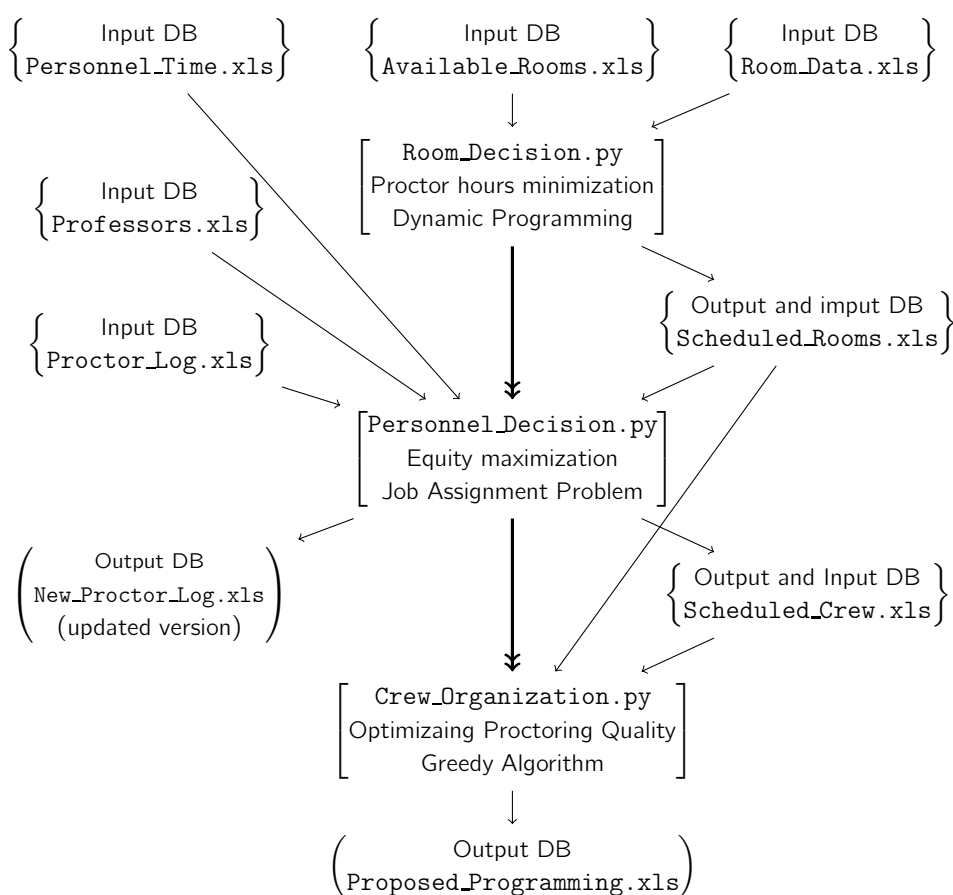 Input DB
Personnel_Time.xls
Input DB
Available_Rooms.xls
Input DB
Room_Data.xls
Room_Decision.py
Proctor hours minimization
Dynamic Programming
Input DB
Professors.xls
Output and imput DB
Scheduled_Rooms.xls
Input DB
Proctor_Log.xls
Personnel_Decision.py
Equity maximization
Job Assignment Problem
Output DB
New_Proctor_Log.xls
(updated version)
Output and Input DB
Scheduled_Crew.xls
Crew_Organization.py
Optimizaing Proctoring Quality
Greedy Algorithm
Output DB
Proposed_Programming.xls